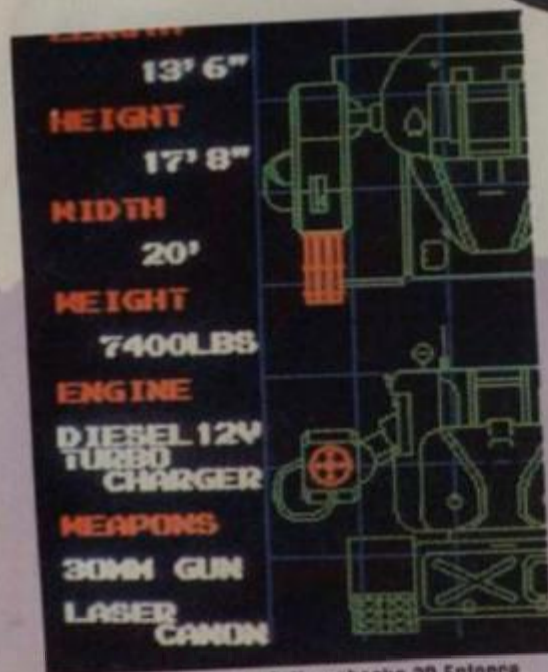 LENGTH
13' 6"
HEIGHT
17' 8"
WIDTH
20'
WEIGHT
7400LBS
ENGINE
DIESEL 12V
TURBO
CHARGER
WEAPONS
30MM GUN
LASER
CANON